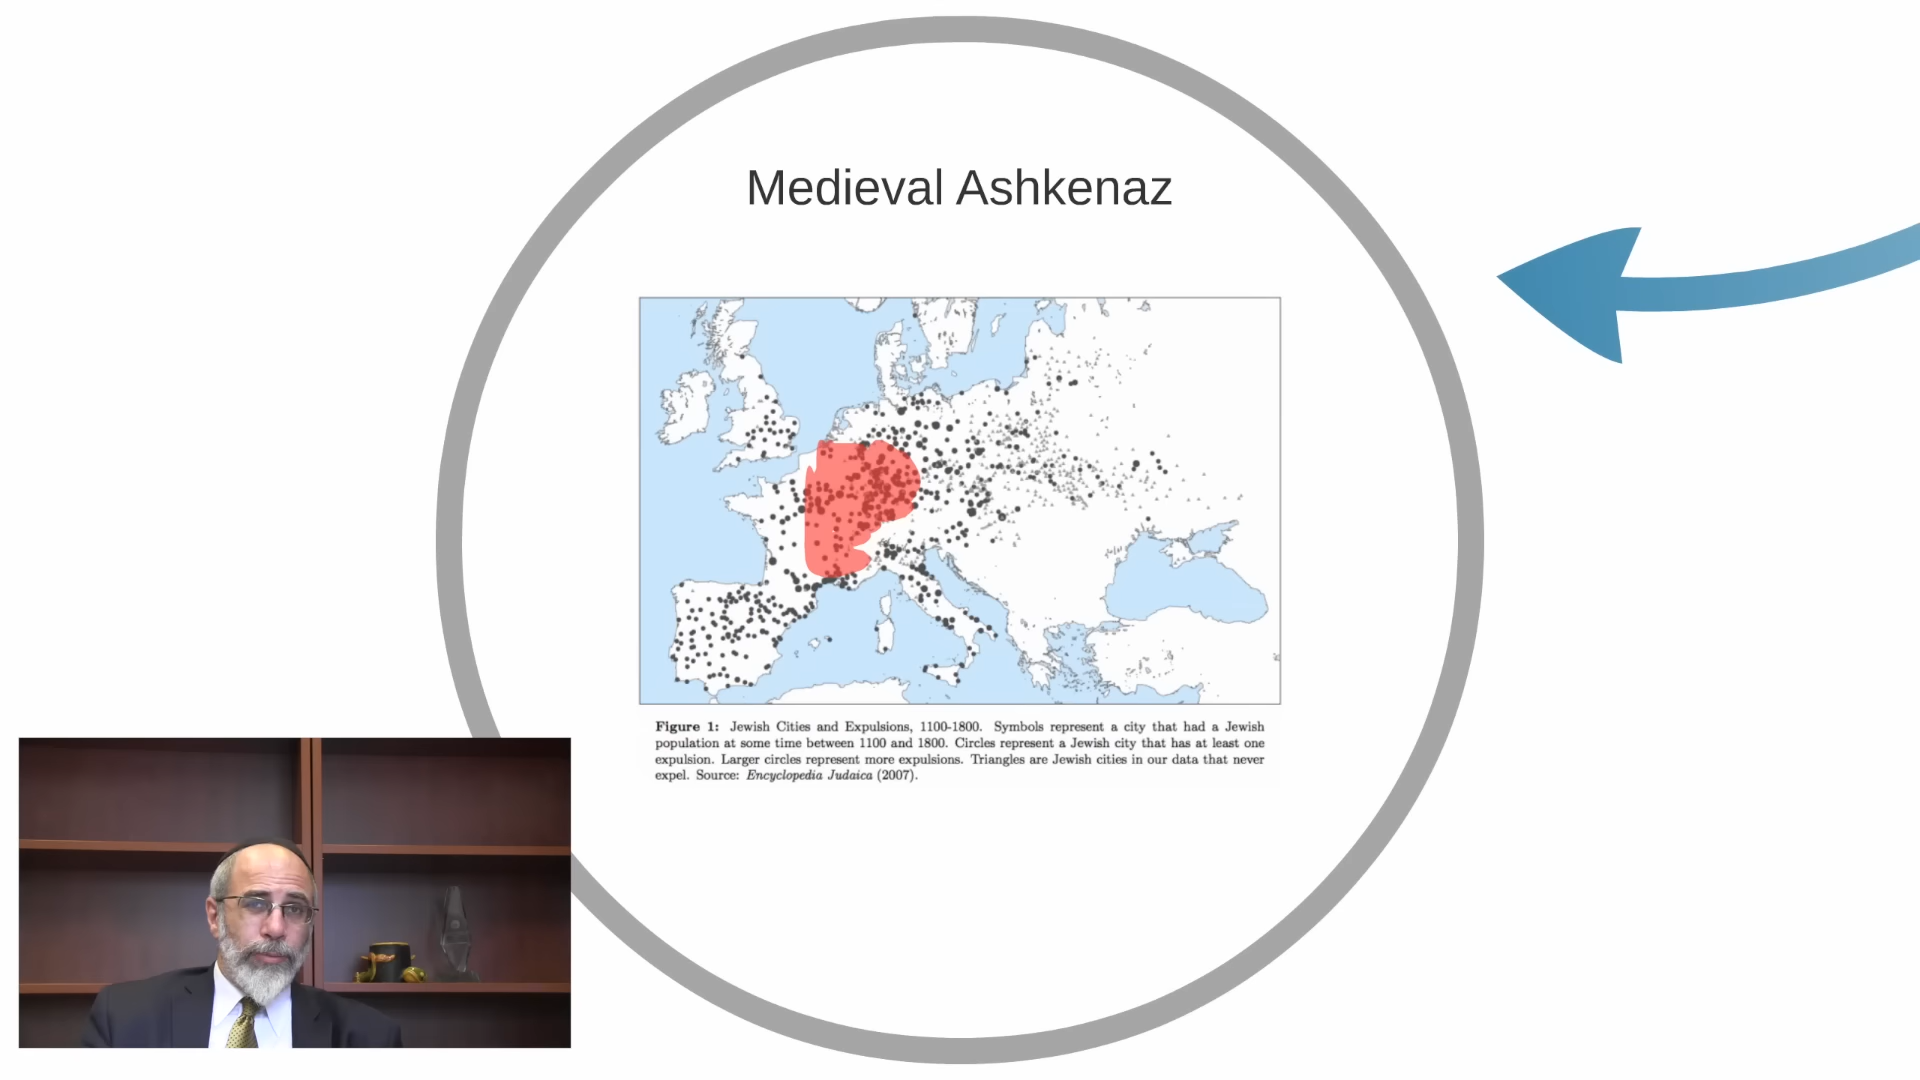 Medieval Ashkenaz
Figure 1: Jewish Cities and Expulsions, 1100-1800. Symbols represent a city that had a Jewish
population at some time between 1100 and 1800. Circles represent a Jewish city that has at least one
expulsion. Larger circles represent more expulsions. Triangles are Jewish cities in our data that never
expel. Source: Encyclopedia Judaica (2007).